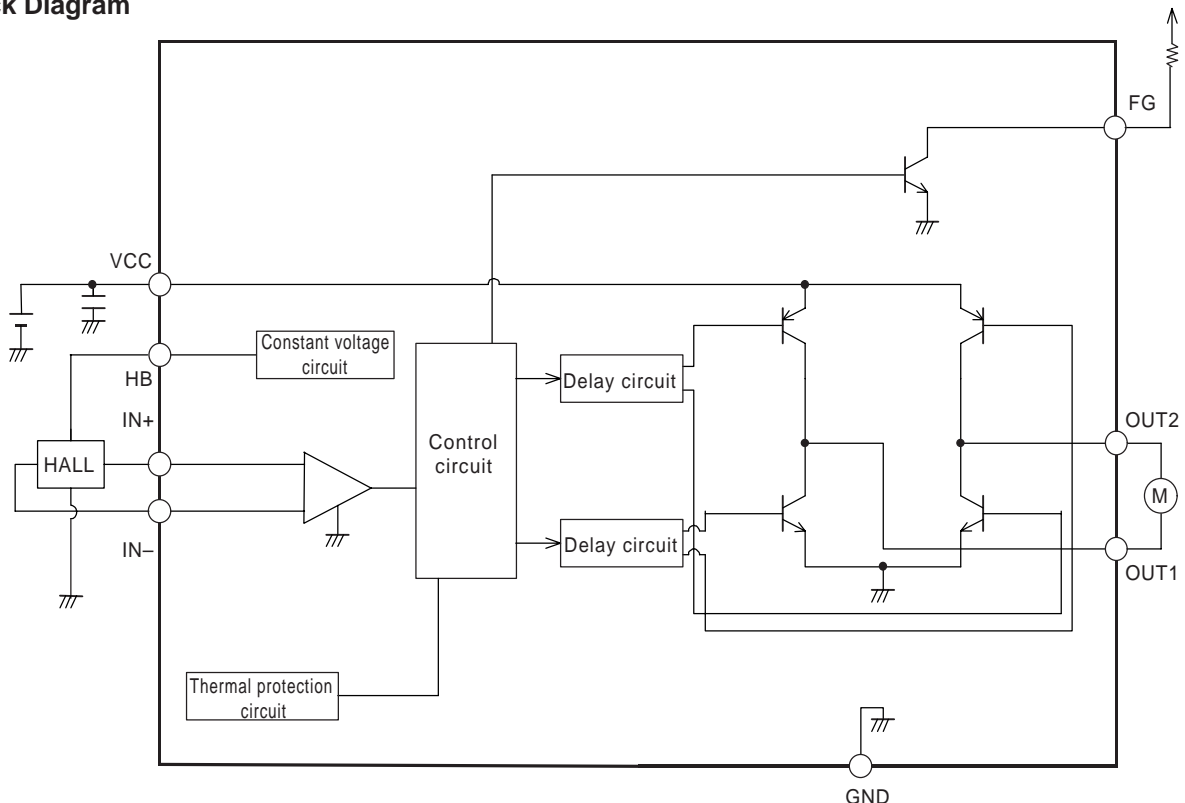 ck Diagram
FG
VCC
Constant voltage
circuit
HB
Delay circuit
IN+
OUT2
Control
circuit
HALL
M
IN–
Delay circuit
OUT1
Thermal protection
circuit
GND